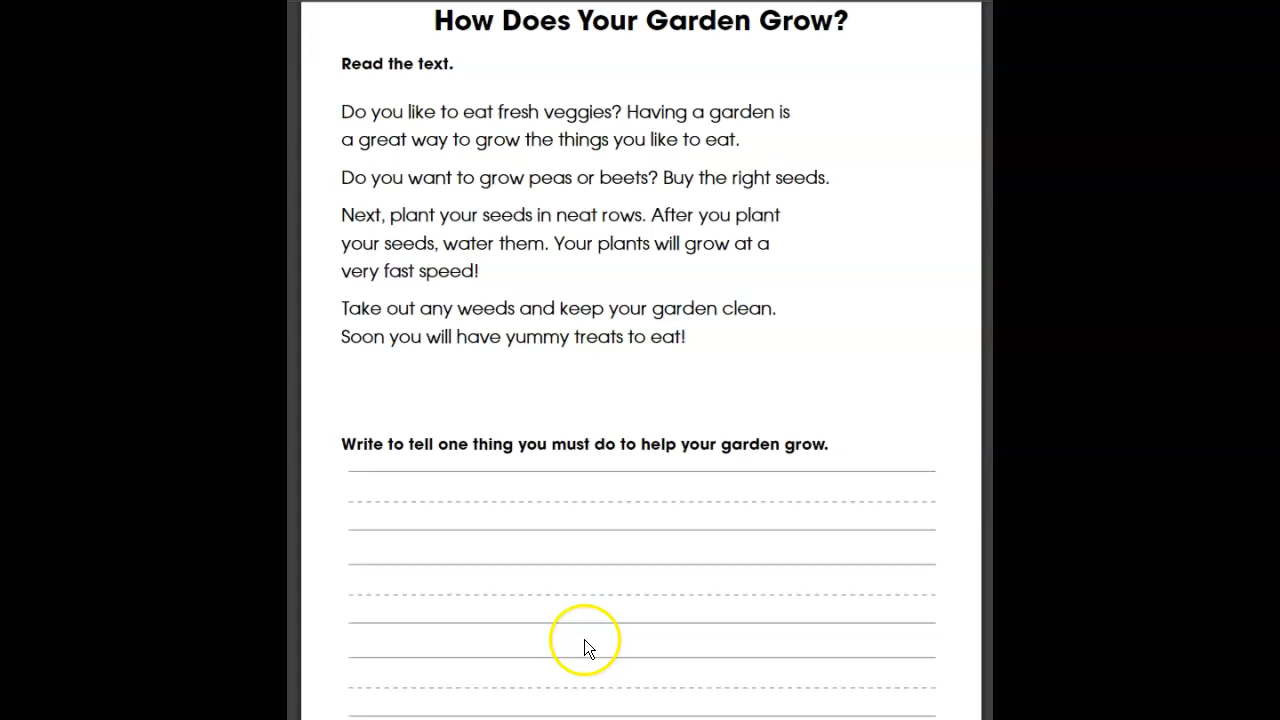 How Does Your Garden Grow?
Read the text.
Do you like to eat fresh veggies? Having a garden is
a great way to grow the things you like to eat.
Do you want to grow peas or beets? Buy the right seeds.
Next, plant your seeds in neat rows. After you plant
your seeds, water them. Your plants will grow at a
very fast speed!
Take out any weeds and keep your garden clean.
Soon you will have yummy treats to eat!
Write to tell one thing you must do to help your garden grow.